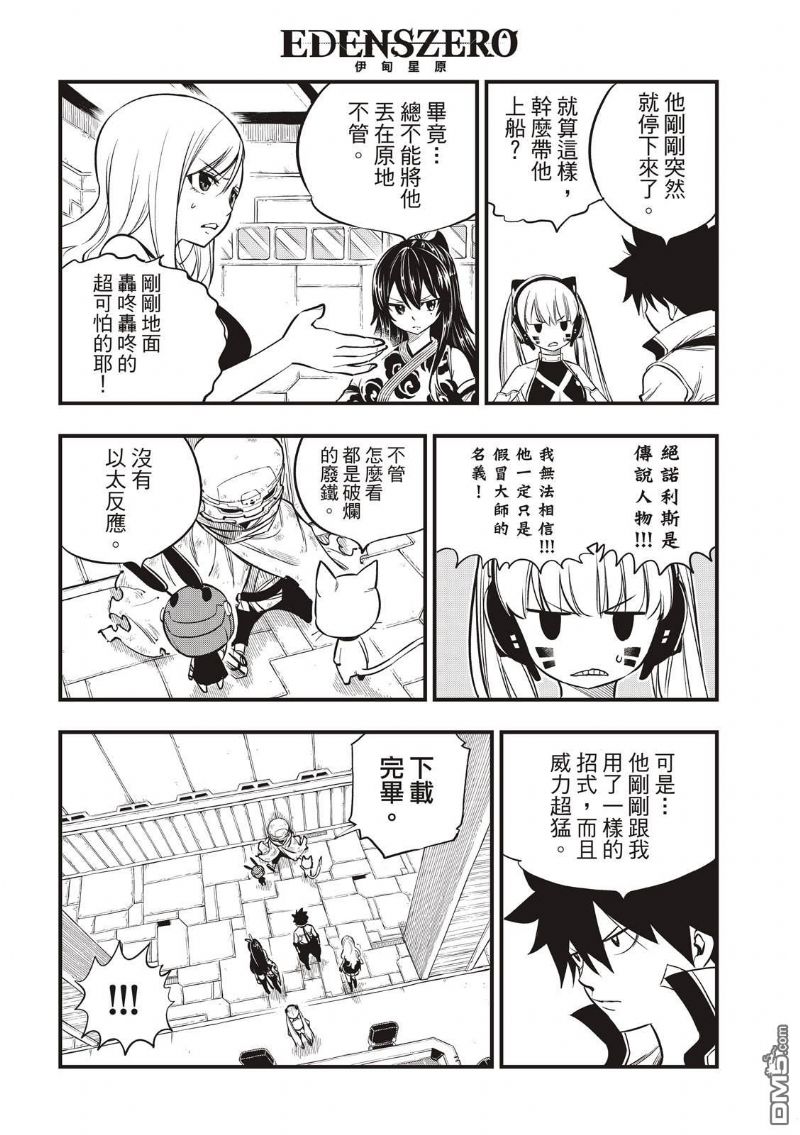 EDENSZERO
伊甸星原
他剛剛突然
就停下來了。
就算這樣，
幹麼帶他
上船？
畢竟…
總不能將他
丟在原地
不管。
剛剛地面
轟咚轟咚的
超可怕的耶！
絕諾利斯是
傳說人物!!!
我無法相信!!!
他一定只是
假冒大師的
名義！
不管
怎麼看
都是破爛
的廢鐵。
沒有
以太反應。
可是…
他剛剛跟我
用了一樣的
招式，而且
威力超猛。
下載
完畢。
!!!
DM5.com